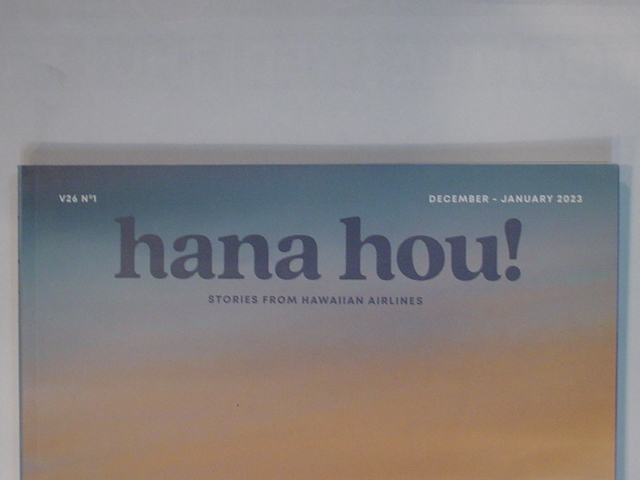 V26 Nº1
DECEMBER - JANUARY 2023
hana hou!
STORIES FROM HAWAIIAN AIRLINES